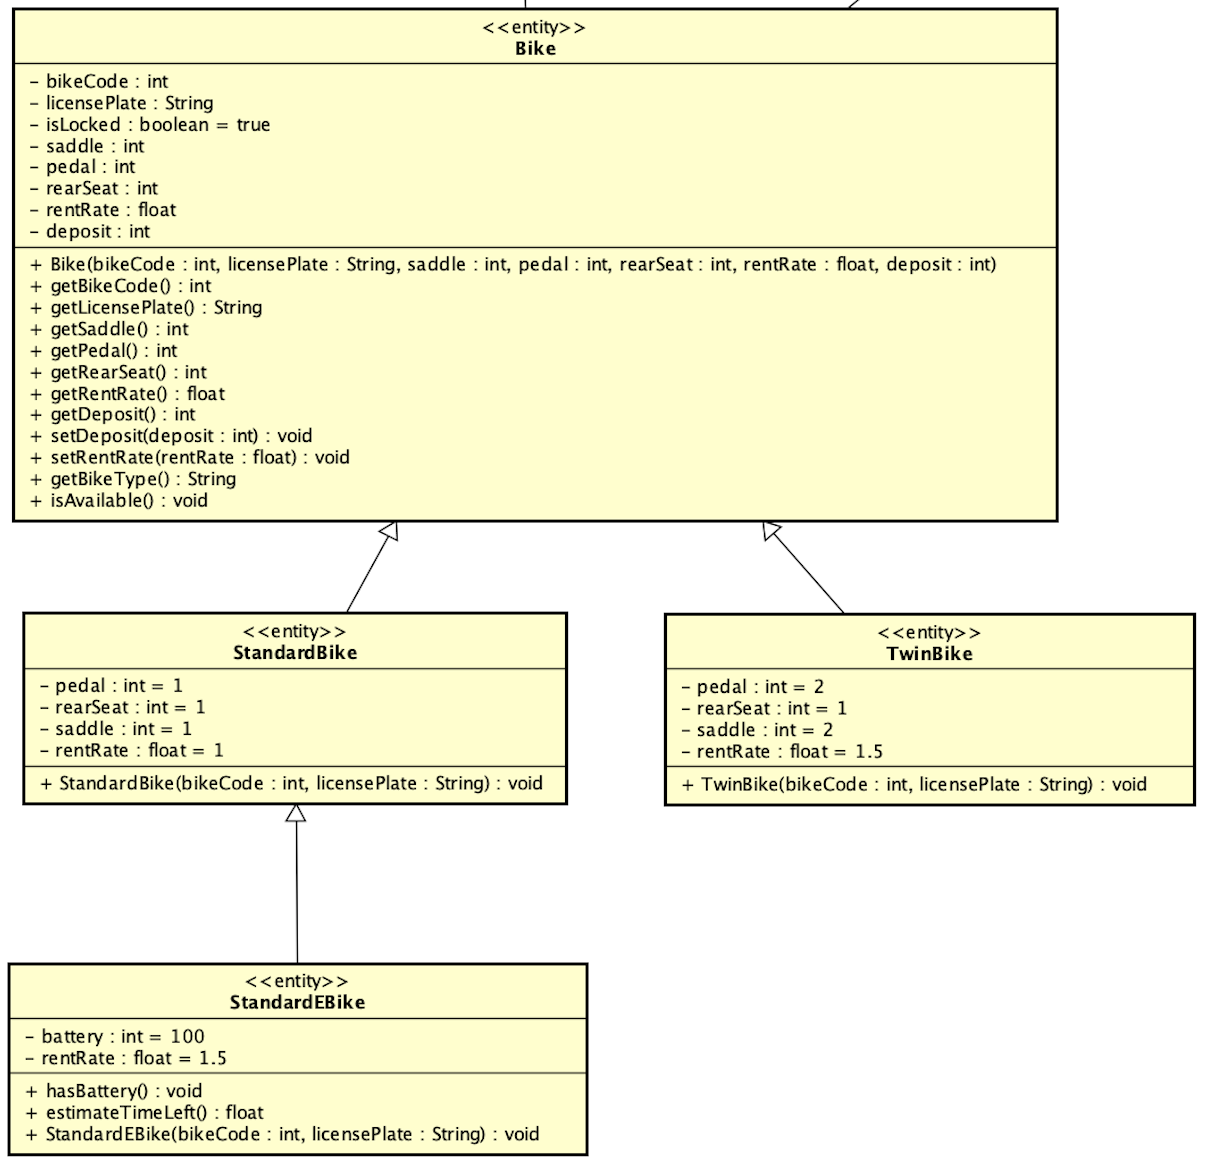 <<entity>>
Bike
- bikeCode : int
- licensePlate : String
- isLocked : boolean = true
- saddle : int
- pedal : int
- rearSeat : int
- rentRate : float
- deposit : int
+ Bike(bikeCode : int, licensePlate : String, saddle : int, pedal : int, rearSeat : int, rentRate : float, deposit : int)
+ getBikeCode() : int
+ getLicensePlate() : String
+ getSaddle() : int
+ getPedal() : int
+ getRearSeat() : int
+ getRentRate() : float
+ getDeposit() : int
+ setDeposit(deposit : int) : void
+ setRentRate(rentRate : float) : void
+ getBikeType() : String
+ isAvailable() : void
<<entity>>
StandardBike
- pedal : int = 1
- rearSeat : int = 1
- saddle : int = 1
- rentRate : float = 1
+ StandardBike(bikeCode : int, licensePlate : String) : void
<<entity>>
TwinBike
- pedal : int = 2
- rearSeat : int = 1
- saddle : int = 2
- rentRate : float = 1.5
+ TwinBike(bikeCode : int, licensePlate : String) : void
<<entity>>
StandardEBike
- battery : int = 100
- rentRate : float = 1.5
+ hasBattery() : void
+ estimateTimeLeft() : float
+ StandardEBike(bikeCode : int, licensePlate : String) : void